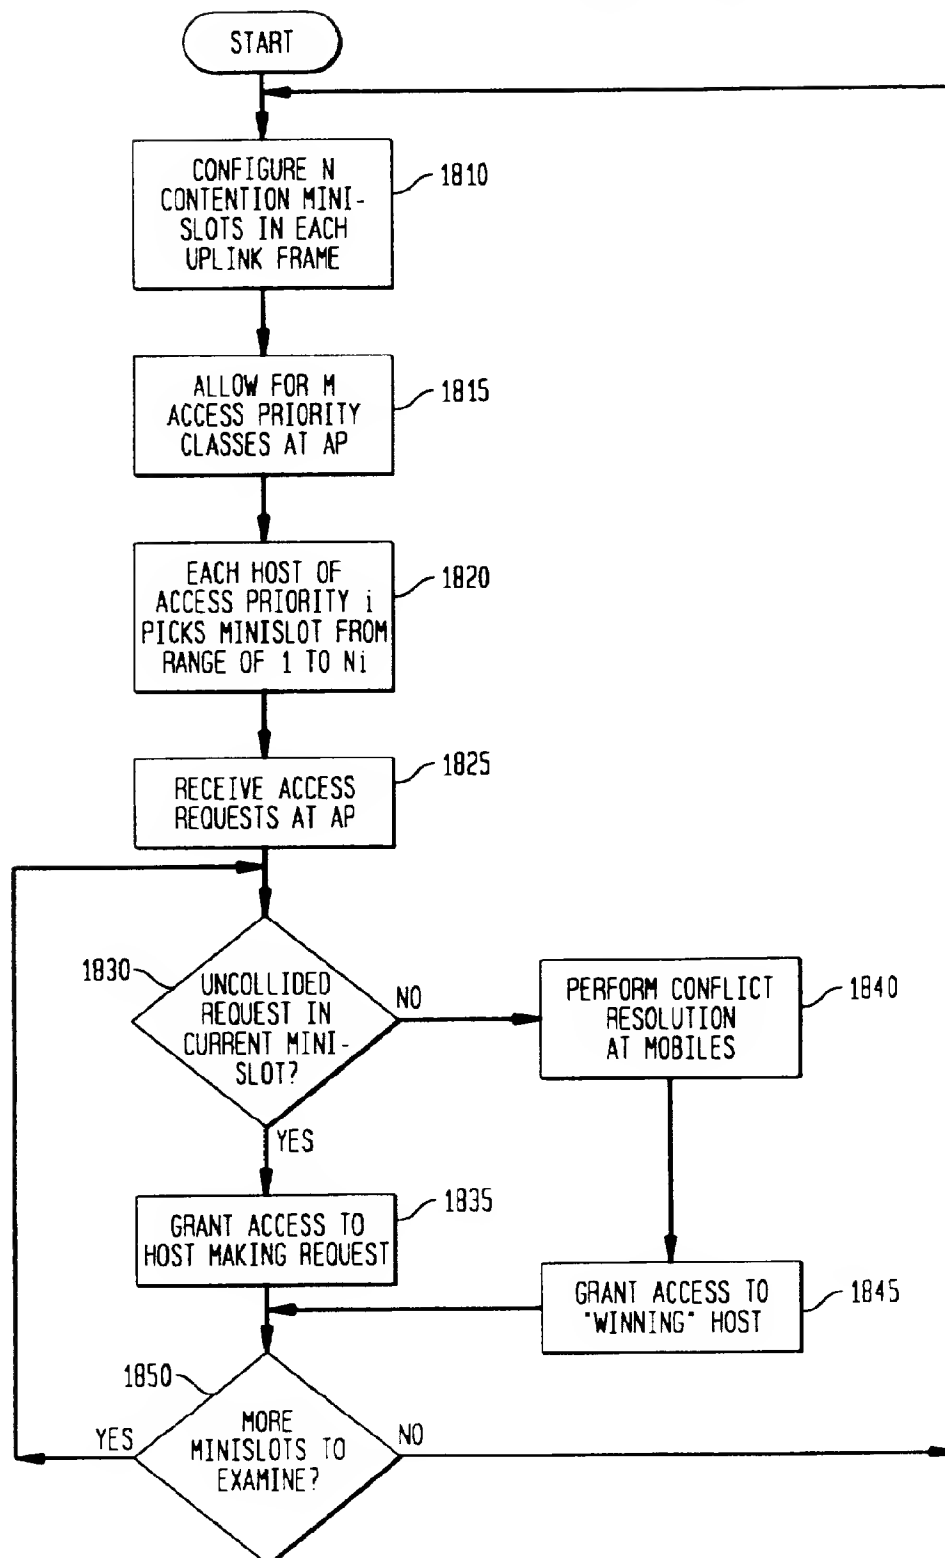 START
CONFIGURE N
CONTENTION MINI-
SLOTS IN EACH
UPLINK FRAME
1810
ALLOW FOR M
ACCESS PRIORITY
CLASSES AT AP
1815
EACH HOST OF
ACCESS PRIORITY i
PICKS MINISLOT FROM
RANGE OF 1 TO Ni
1820
RECEIVE ACCESS
REQUESTS AT AP
1825
1830
UNCOLLIDED
REQUEST IN
CURRENT MINI-
SLOT?
NO
YES
PERFORM CONFLICT
RESOLUTION
AT MOBILES
1840
GRANT ACCESS TO
HOST MAKING REQUEST
1835
GRANT ACCESS TO
"WINNING" HOST
1845
1850
MORE
MINISLOTS TO
EXAMINE?
YES
NO